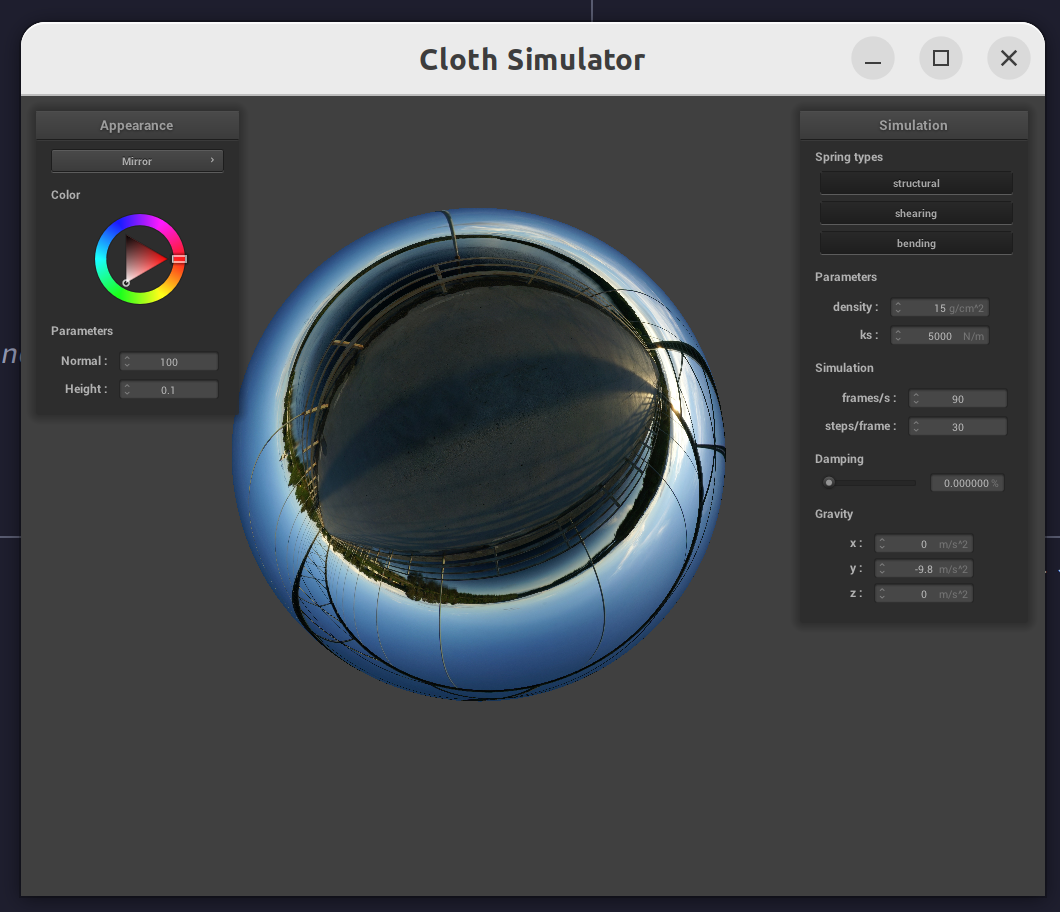 Cloth Simulator
Appearance
Mirror
Color
Parameters
Normal : 100
Height : 0.1
Simulation
Spring types
structural
shearing
bending
Parameters
density : 15 g/cm^2
ks : 5000 N/m
Simulation
frames/s : 90
steps/frame : 30
Damping
0.000000 %
Gravity
x : 0 m/s^2
y : -9.8 m/s^2
z : 0 m/s^2